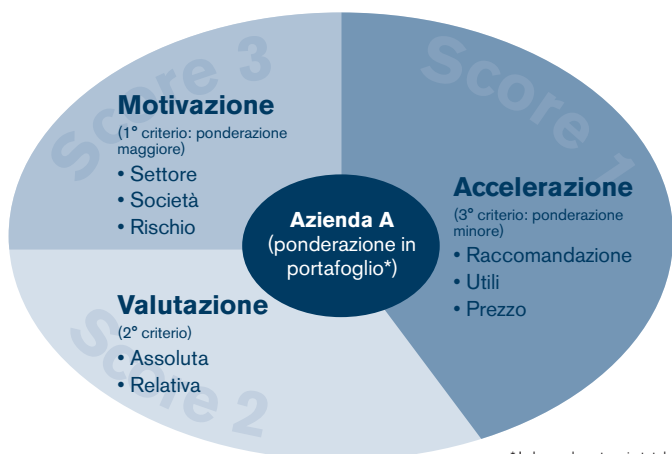 Score 3
Motivazione
(1° criterio: ponderazione
maggiore)
• Settore
• Società
• Rischio
Score 1
Accelerazione
(3° criterio: ponderazione
minore)
• Raccomandazione
• Utili
• Prezzo
Azienda A
(ponderazione in
portafoglio*)
Valutazione
(2° criterio)
• Assoluta
• Relativa
Score 2